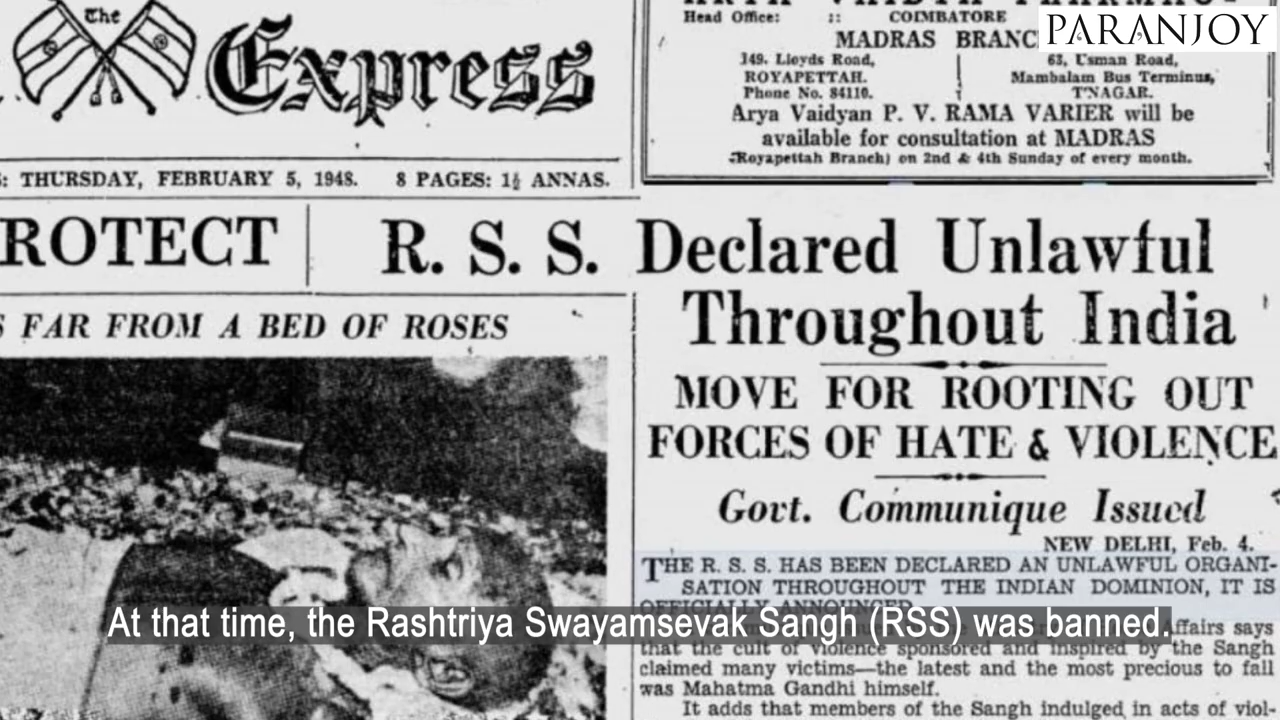 The
Express
: THURSDAY, FEBRUARY 5, 1948. 8 PAGES: 1½ ANNAS.
ROTECT
S FAR FROM A BED OF ROSES
Head Office: :: COIMBATORE
MADRAS BRANC
PARANJOY
149. Lloyds Road,
ROYAPETTAH.
Phone No. 84110.
63, Usman Road,
Mambalam Bus Terminus,
T'NAGAR.
Arya Vaidyan P. V. RAMA VARIER will be
available for consultation at MADRAS
(Royapettah Branch) on 2nd & 4th Sunday of every month.
R. S. S. Declared Unlawful
Throughout India
MOVE FOR ROOTING OUT
FORCES OF HATE & VIOLENCE
Govt. Communique Issued
NEW DELHI, Feb. 4.
THE R. S. S. HAS BEEN DECLARED AN UNLAWFUL ORGANI-
SATION THROUGHOUT THE INDIAN DOMINION, IT IS
OFFICIALLY ANNOUNCED.
At that time, the Rashtriya Swayamsevak Sangh (RSS) was banned.
Affairs says
that the cult of violence sponsored and inspired by the Sangh
claimed many victims—the latest and the most precious to fall
was Mahatma Gandhi himself.
It adds that members of the Sangh indulged in acts of viol-